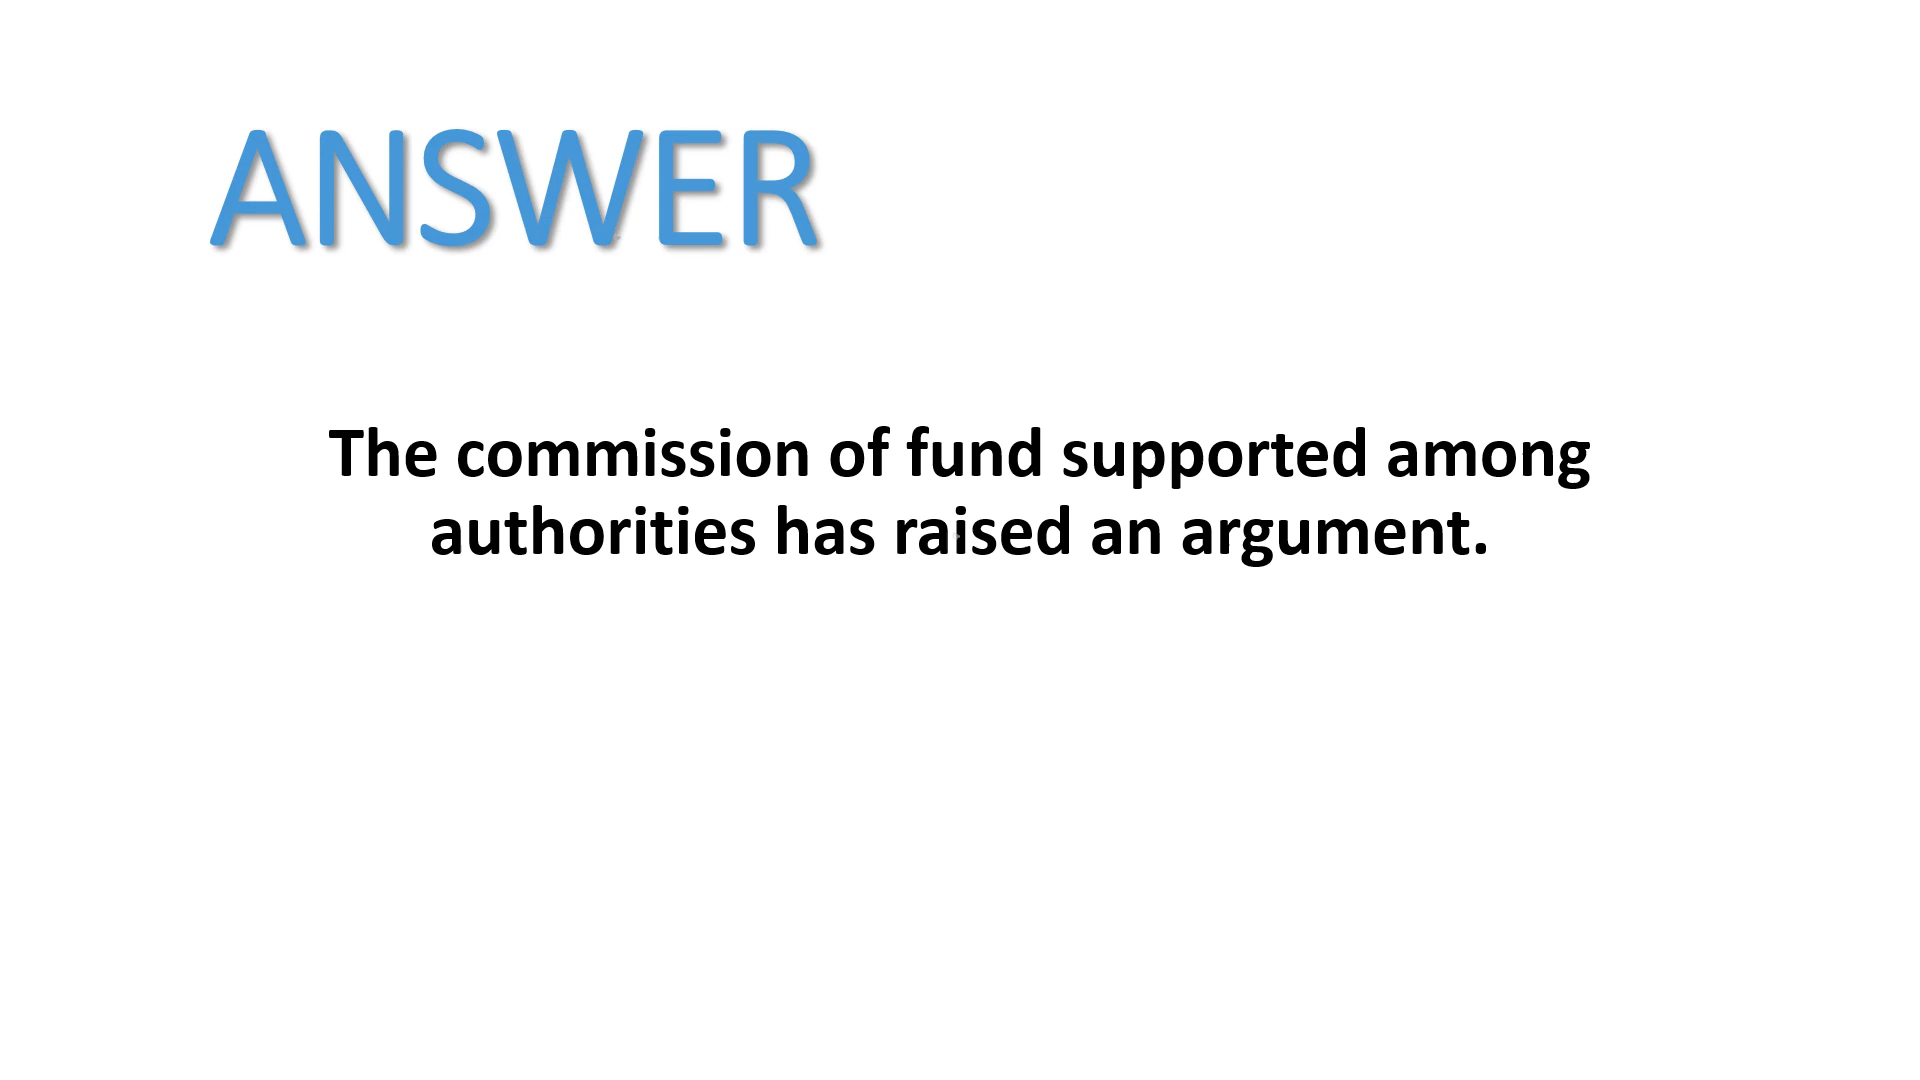 ANSWER
The commission of fund supported among
authorities has raised an argument.